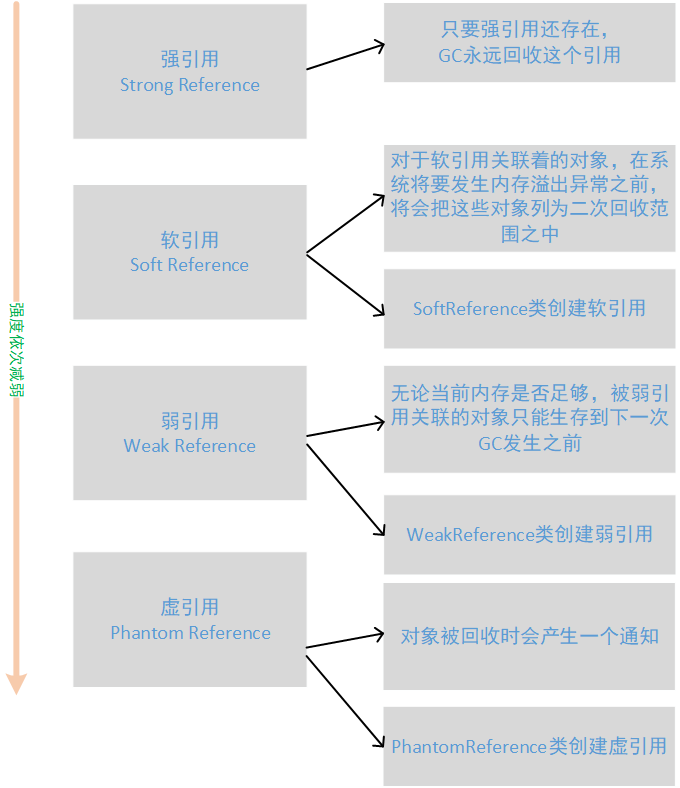 强引用
Strong Reference
只要强引用还存在，
GC永远回收这个引用
软引用
Soft Reference
对于软引用关联着的对象，在系
统将要发生内存溢出异常之前，
将会把这些对象列为二次回收范
围之中
SoftReference类创建软引用
强度依次减弱
弱引用
Weak Reference
无论当前内存是否足够，被弱引
用关联的对象只能生存到下一次
GC发生之前
WeakReference类创建弱引用
虚引用
Phantom Reference
对象被回收时会产生一个通知
PhantomReference类创建虚引用